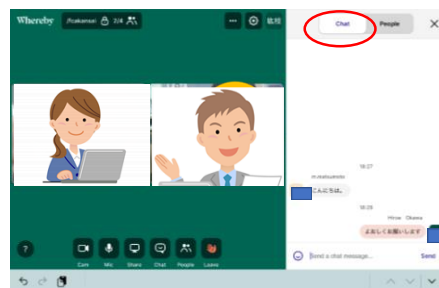 Whereby
2/4
Chat
People
18:27
m.matsumoto
こんにちは。
18:28
Hiroe Okawa
よろしくお願いします
?
Cam
Mic
Share
Chat
People
Leave
Send a chat message...
Send